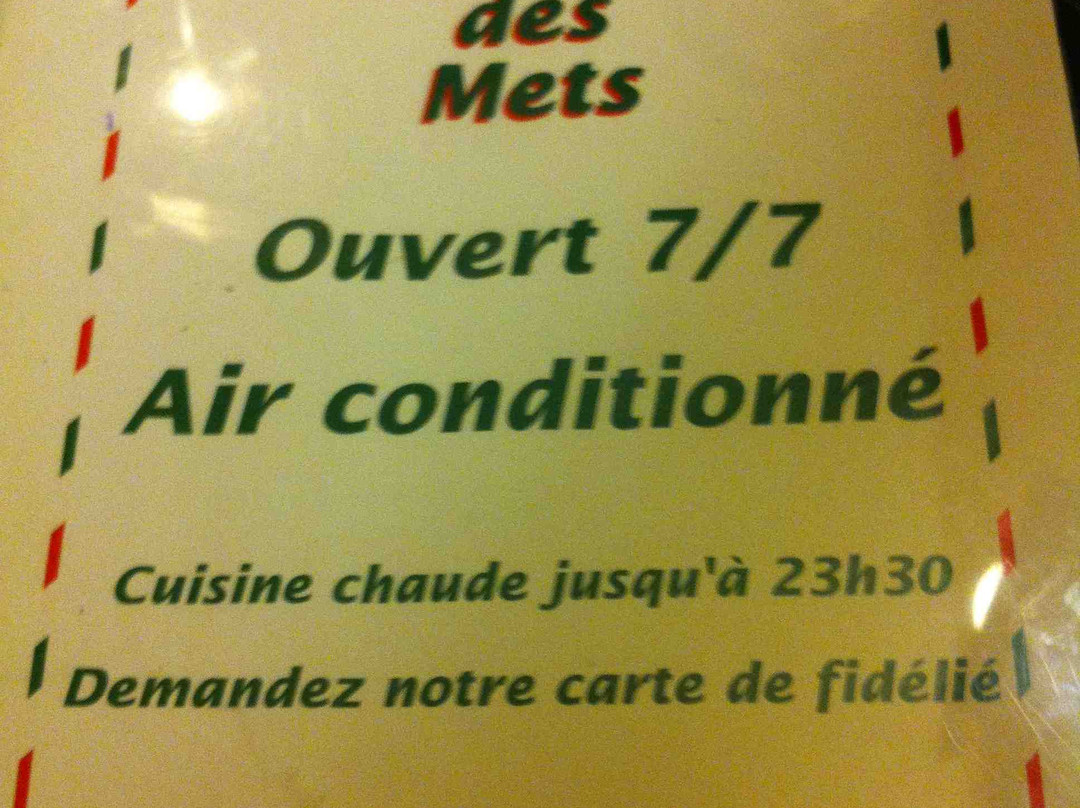 des
Mets
Ouvert 7/7
Air conditionné
Cuisine chaude jusqu'à 23h30
Demandez notre carte de fidélié